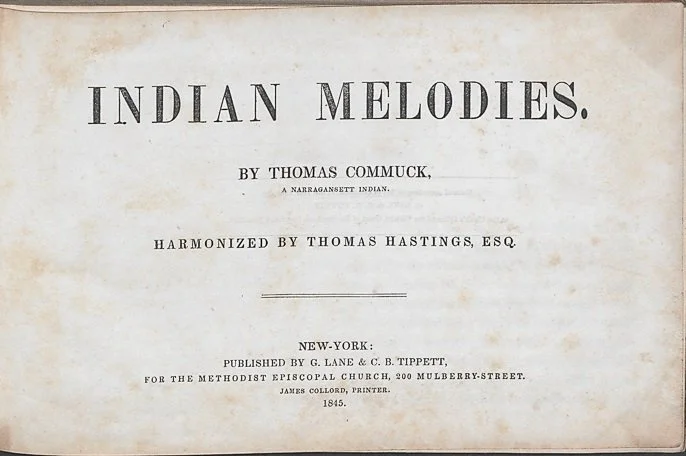 INDIAN MELODIES.
BY THOMAS COMMUCK,
A NARRAGANSETT INDIAN.
HARMONIZED BY THOMAS HASTINGS, ESQ.
NEW-YORK:
PUBLISHED BY G. LANE & C. B. TIPPETT,
FOR THE METHODIST EPISCOPAL CHURCH, 200 MULBERRY-STREET.
JAMES COLLORD, PRINTER.
1845.